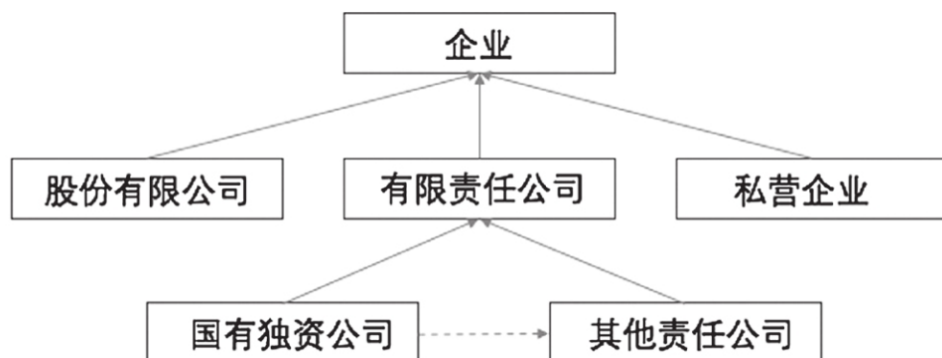 企业
股份有限公司
有限责任公司
私营企业
国有独资公司
其他责任公司